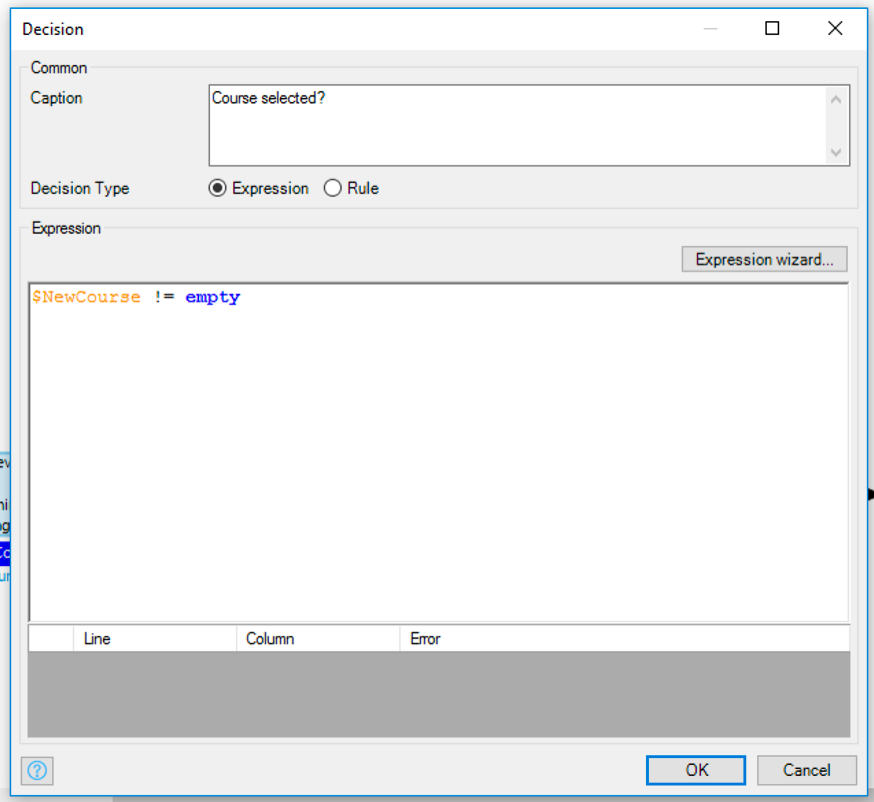 Decision
Common
Caption
Course selected?
Decision Type
Expression
Rule
Expression
Expression wizard...
$NewCourse != empty
Line Column Error
OK Cancel